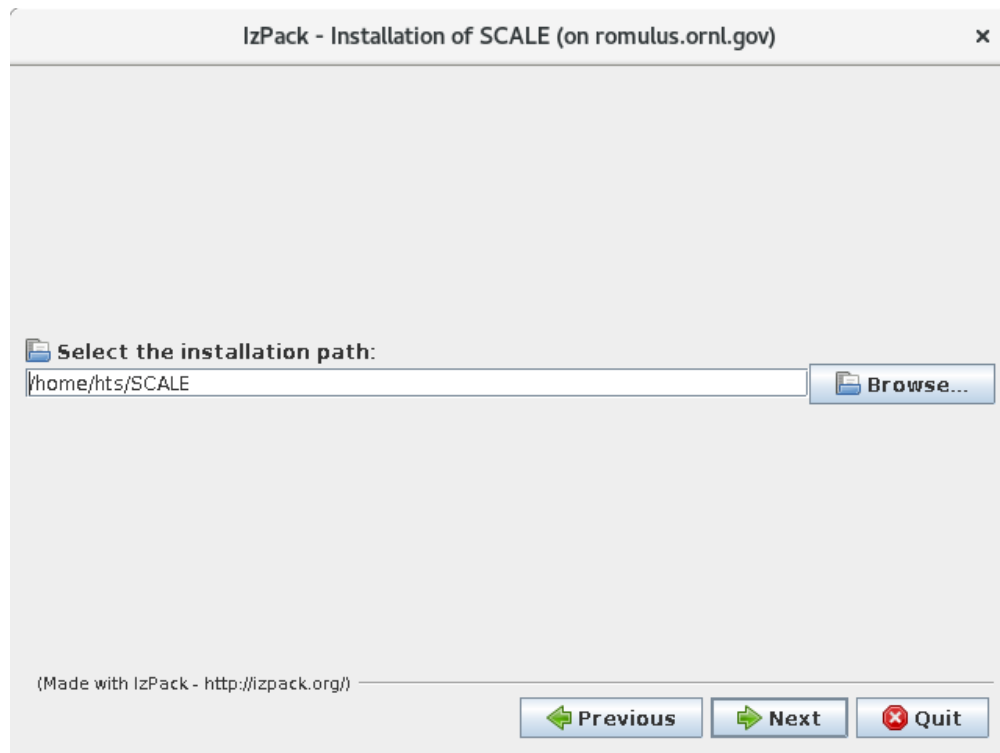 IzPack - Installation of SCALE (on romulus.ornl.gov)
Select the installation path:
/home/hts/SCALE
Browse...
(Made with IzPack - http://izpack.org/)
Previous
Next
Quit